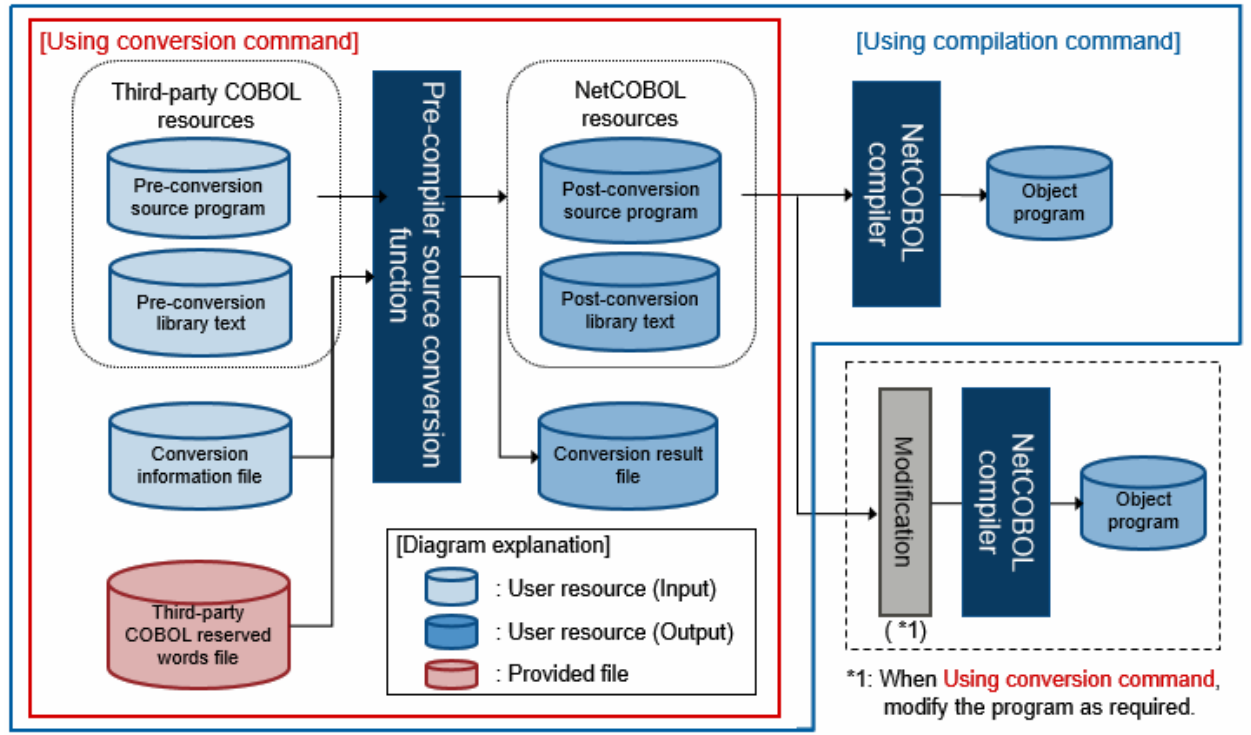 [Using conversion command]
[Using compilation command]
Third-party COBOL
resources
Pre-conversion
source program
Pre-conversion
library text
Pre-compiler source conversion
function
NetCOBOL
resources
Post-conversion
source program
Post-conversion
library text
NetCOBOL
compiler
Object
program
Conversion
information file
Conversion result
file
Third-party
COBOL reserved
words file
[Diagram explanation]
: User resource (Input)
: User resource (Output)
: Provided file
Modification
( *1)
NetCOBOL
compiler
Object
program
*1: When Using conversion command,
modify the program as required.